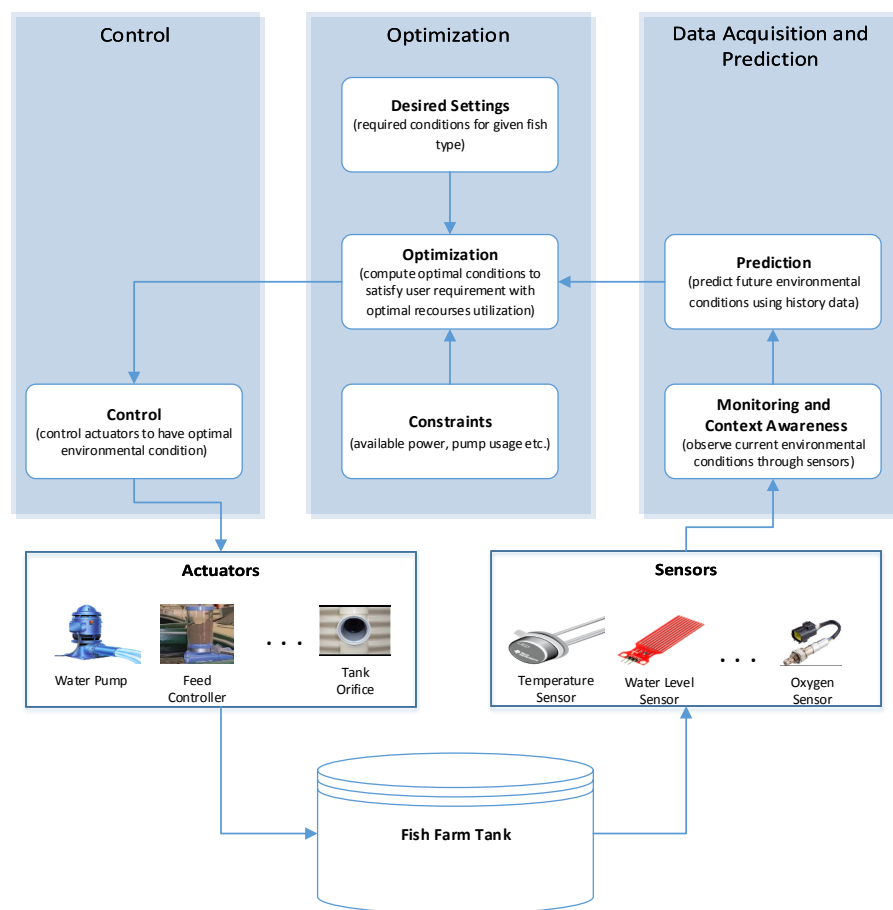 Control
Optimization
Data Acquisition and
Prediction
Desired Settings
(required conditions for given fish
type)
Optimization
(compute optimal conditions to
satisfy user requirement with
optimal recourses utilization)
Prediction
(predict future environmental
conditions using history data)
Control
(control actuators to have optimal
environmental condition)
Constraints
(available power, pump usage etc.)
Monitoring and
Context Awareness
(observe current environmental
conditions through sensors)
Actuators
Water Pump
Feed
Controller
. . .
Tank
Orifice
Sensors
Temperature
Sensor
Water Level
Sensor
. . .
Oxygen
Sensor
Fish Farm Tank